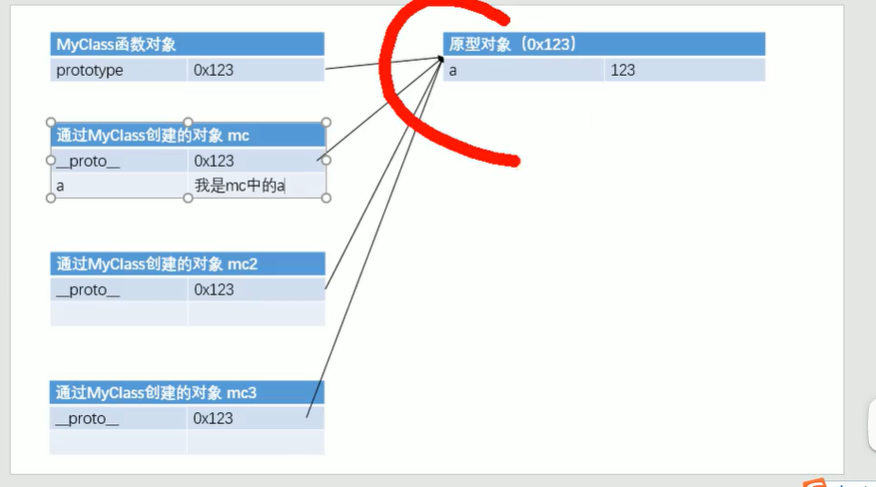 MyClass函数对象
prototype 0x123
原型对象（0x123）
a 123
通过MyClass创建的对象 mc
__proto__ 0x123
a 我是mc中的a
通过MyClass创建的对象 mc2
__proto__ 0x123
通过MyClass创建的对象 mc3
__proto__ 0x123